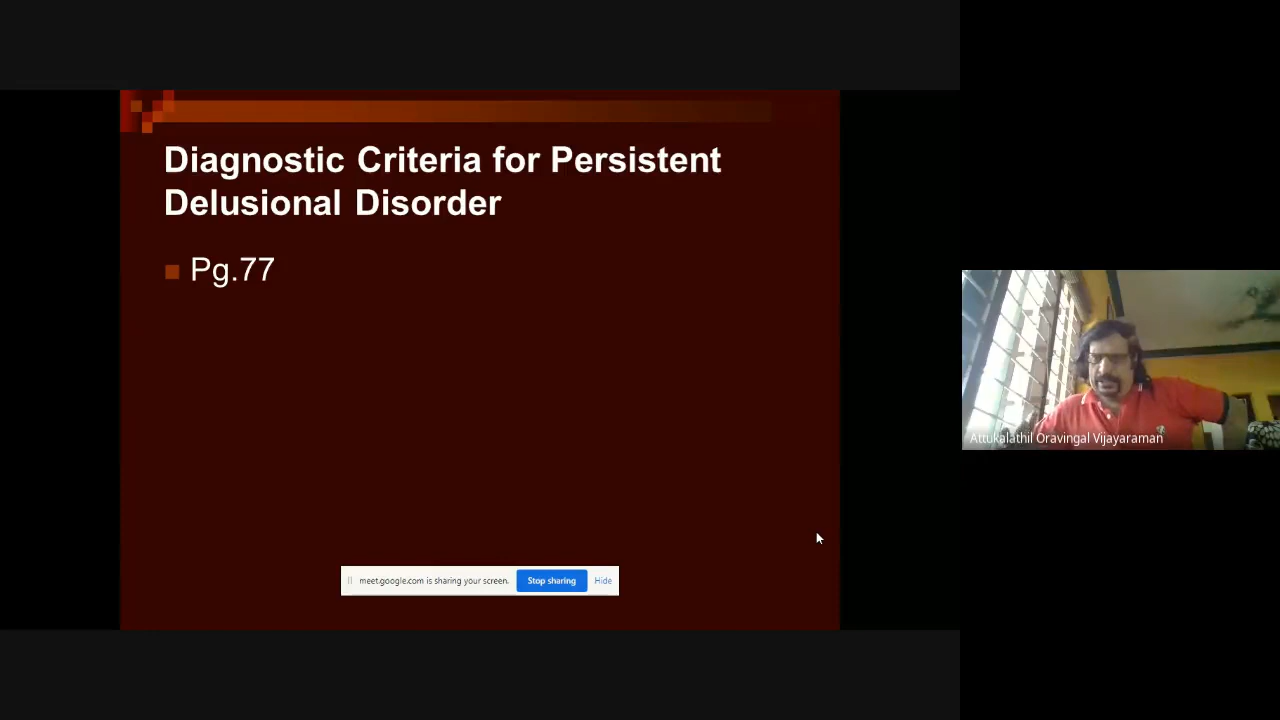 Diagnostic Criteria for Persistent
Delusional Disorder
Pg.77
meet.google.com is sharing your screen.
Stop sharing
Hide
Attukalathil Oravingal Vijayaraman